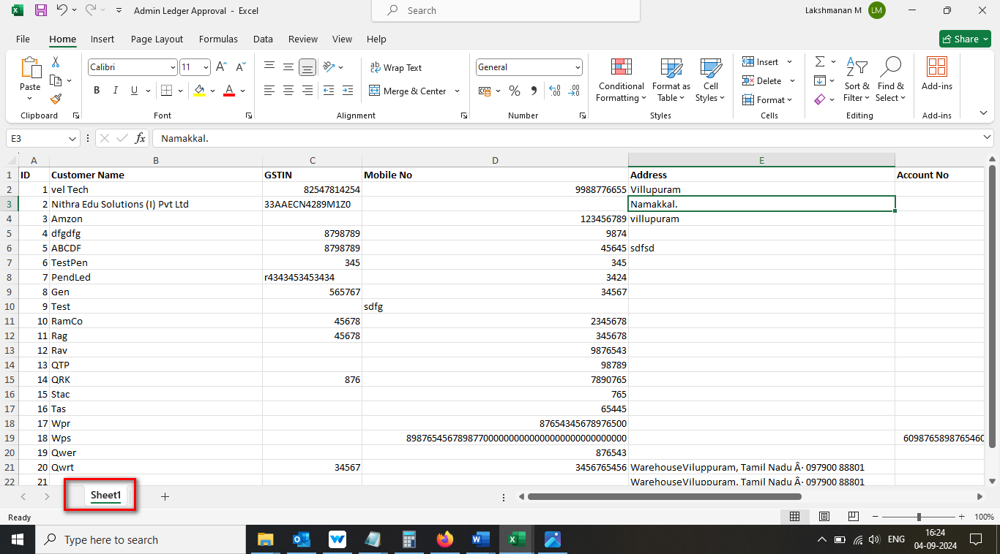 Admin Ledger Approval - Excel
Search
Lakshmanan M LM
File Home Insert Page Layout Formulas Data Review View Help Share
Paste
Calibri 11
B I U A
A^ A
ab Wrap Text
Merge & Center
General
% 9
Conditional Formatting
Format as Table
Cell Styles
Insert
Delete
Format
Sort & Filter
Find & Select
Add-ins
Clipboard Font Alignment Number Styles Cells Editing Add-ins
E3 fx Namakkal.
A B C D E
1 ID Customer Name GSTIN Mobile No Address Account No
2 1 vel Tech 82547814254 9988776655 Villupuram
3 2 Nithra Edu Solutions (I) Pvt Ltd 33AAECN4289M1Z0 Namakkal.
4 3 Amzon 123456789 villupuram
5 4 dfgdfg 8798789 9874
6 5 ABCDF 8798789 45645 sdfsd
7 6 TestPen 345 345
8 7 PendLed r4343453453434 3424
9 8 Gen 565767 34567
10 9 Test sdfg
11 10 RamCo 45678 2345678
12 11 Rag 45678 345678
13 12 Rav 9876543
14 13 QTP 98789
15 14 QRK 876 7890765
16 15 Stac 765
17 16 Tas 65445
18 17 Wpr 87654345678976500
19 18 Wps
20 19 Qwer 876543
21 20 Qwrt 34567 3456765456 WarehouseViluppuram, Tamil Nadu Â· 097900 88801
22 21 WarehouseViluppuram, Tamil Nadu Â· 097900 88801
Sheet1
Ready 100%
Type here to search
ENG
16:24
04-09-2024